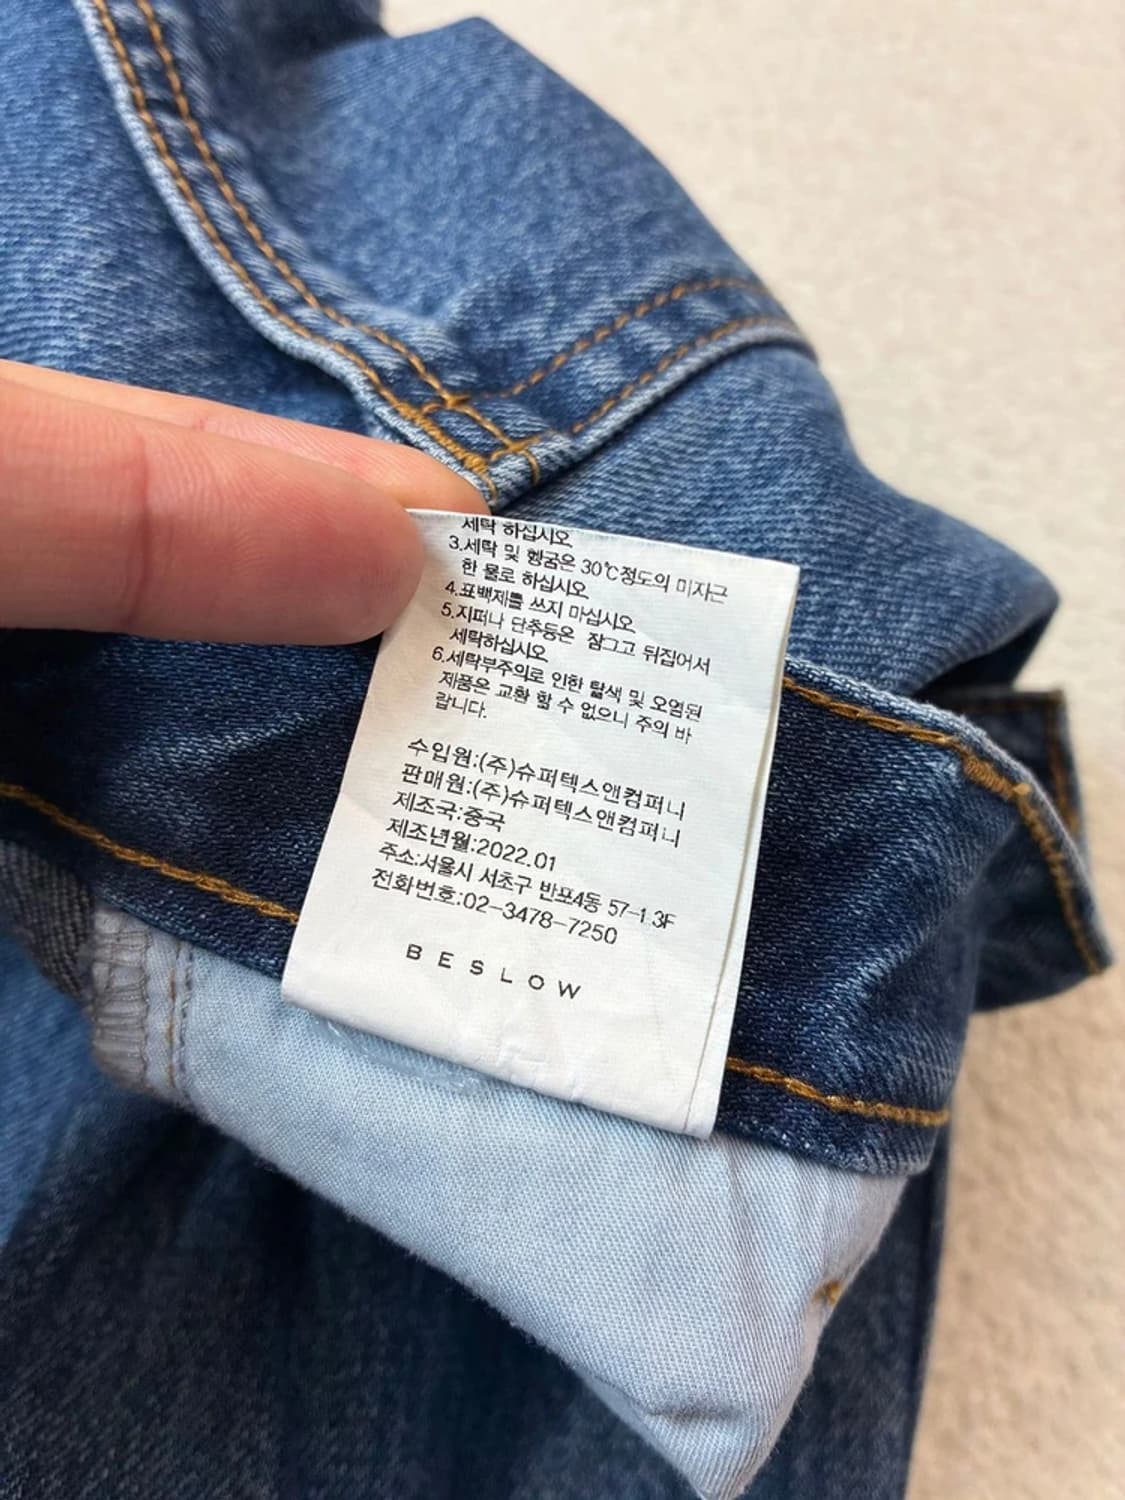 세탁 하십시오
3.세탁 및 헹굼은 30℃정도의 미지근
한 물로 하십시오
4.표백제를 쓰지 마십시오
5.지퍼나 단추등은 잠그고 뒤집어서
세탁하십시오
6.세탁부주의로 인한 탈색 및 오염된
제품은 교환 할 수 없으니 주의 바
랍니다.
수입원:(주)슈퍼텍스앤컴퍼니
판매원:(주)슈퍼텍스앤컴퍼니
제조국:중국
제조년월:2022.01
주소:서울시 서초구 반포4동 57-1 3F
전화번호:02-3478-7250
BESLOW